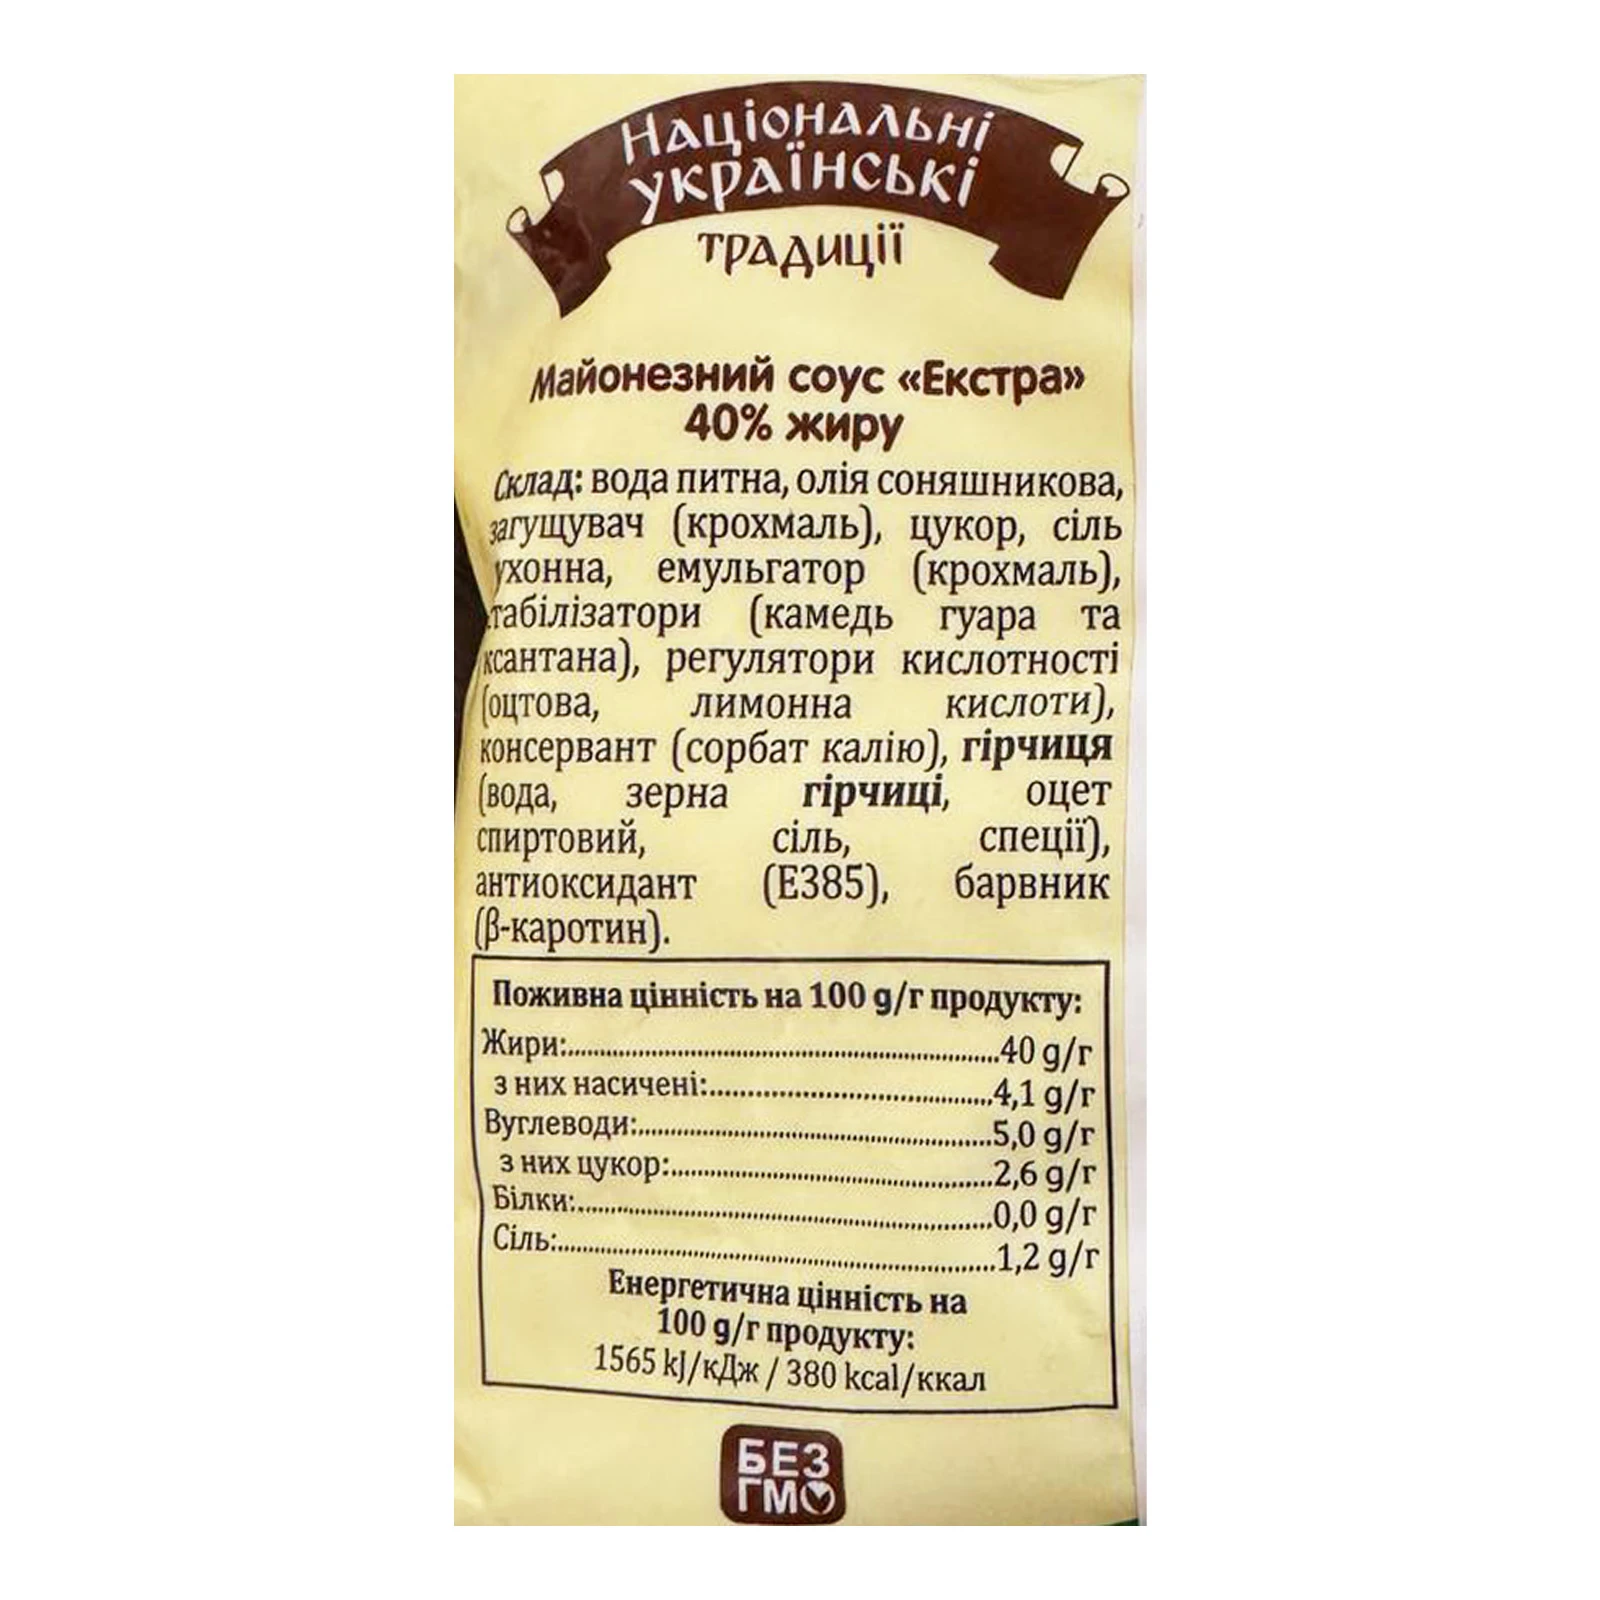 Національні
українські
традиції
Майонезний соус «Екстра»
40% жиру
Склад: вода питна, олія соняшникова,
загущувач (крохмаль), цукор, сіль
ухонна, емульгатор (крохмаль),
табілізатори (камедь гуара та
ксантана), регулятори кислотності
(оцтова, лимонна кислоти),
консервант (сорбат калію), гірчиця
(вода, зерна гірчиці, оцет
спиртовий, сіль, спеції),
антиоксидант (Е385), барвник
(β-каротин).
Поживна цінність на 100 g/г продукту:
Жири:..........40 g/г
з них насичені:..........4,1 g/г
Вуглеводи:..........5,0 g/г
з них цукор:..........2,6 g/г
Білки:..........0,0 g/г
Сіль:..........1,2 g/г
Енергетична цінність на
100 g/г продукту:
1565 kJ/кДж / 380 kcal/ккал
БЕЗ
ГМО